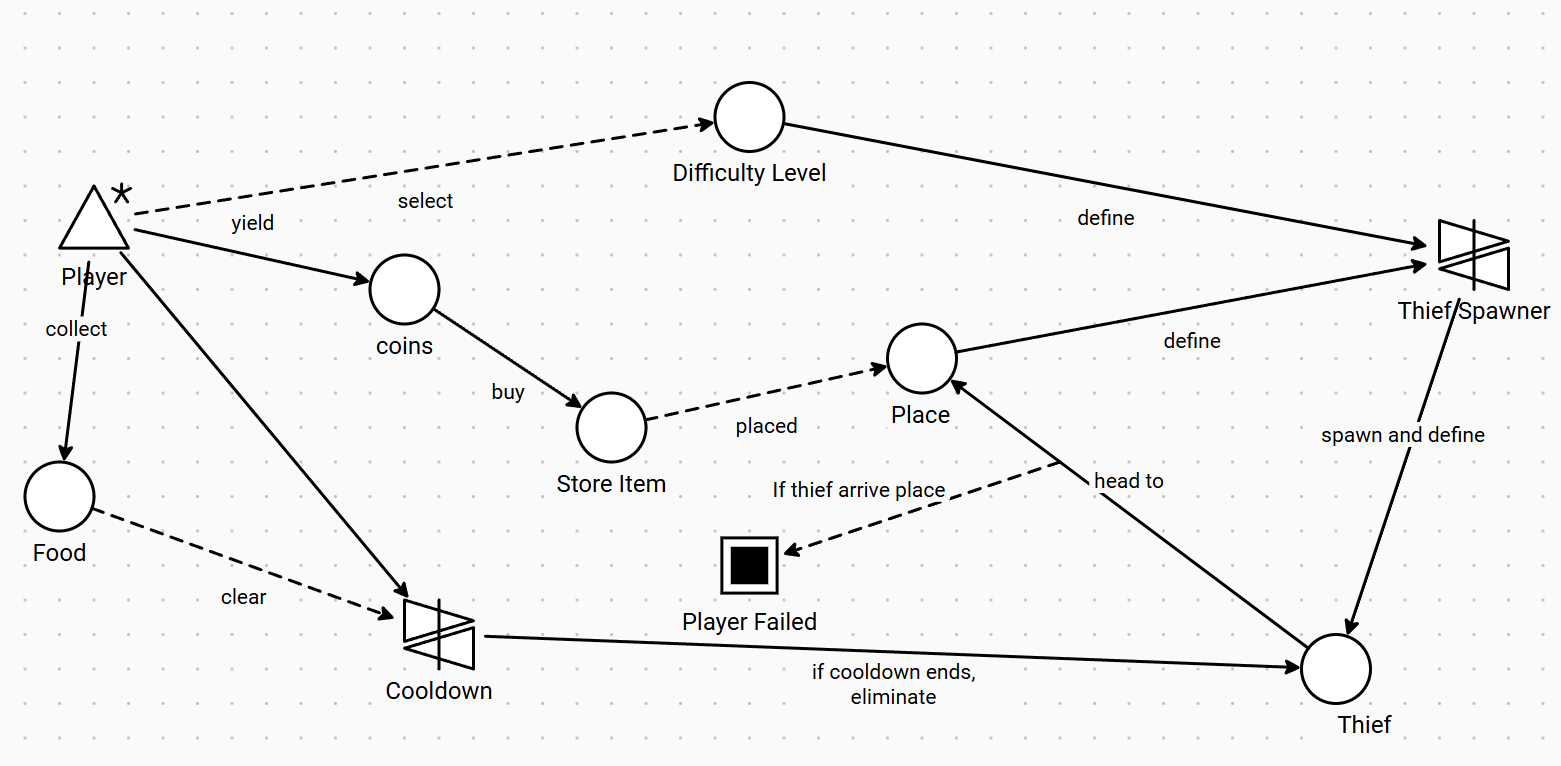 Difficulty Level
select
yield
define
Player
Thief Spawner
collect
coins
define
buy
placed
Place
spawn and define
Store Item
If thief arrive place
head to
Food
clear
Player Failed
Cooldown
if cooldown ends,
eliminate
Thief